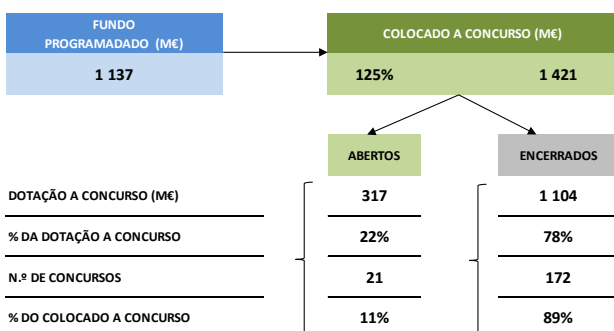 FUNDO
PROGRAMADADO (M€)
COLOCADO A CONCURSO (M€)
1 137
125% 1 421
ABERTOS ENCERRADOS
DOTAÇÃO A CONCURSO (M€) 317 1 104
% DA DOTAÇÃO A CONCURSO 22% 78%
N.º DE CONCURSOS 21 172
% DO COLOCADO A CONCURSO 11% 89%